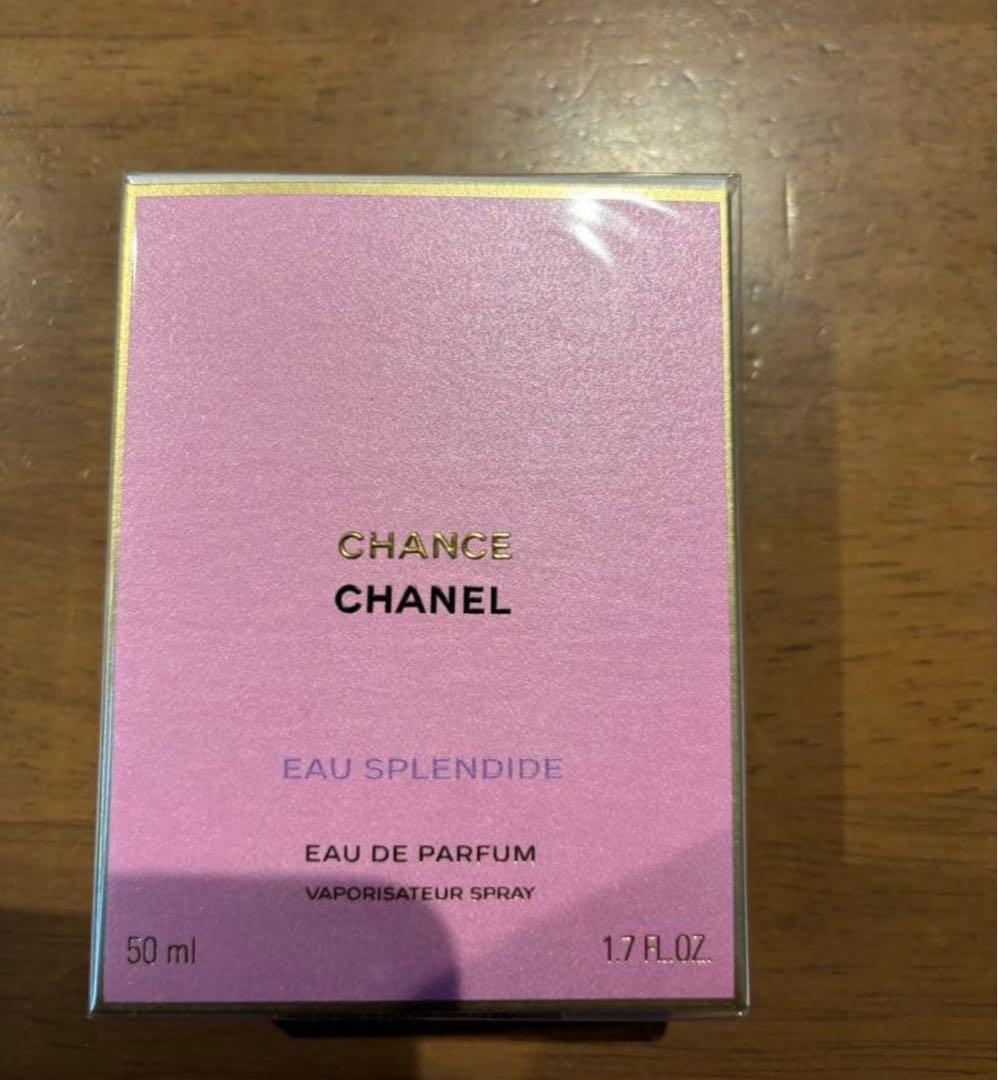 CHANCE
CHANEL
EAU SPLENDIDE
EAU DE PARFUM
VAPORISATEUR SPRAY
50 ml
1.7 FL.OZ.